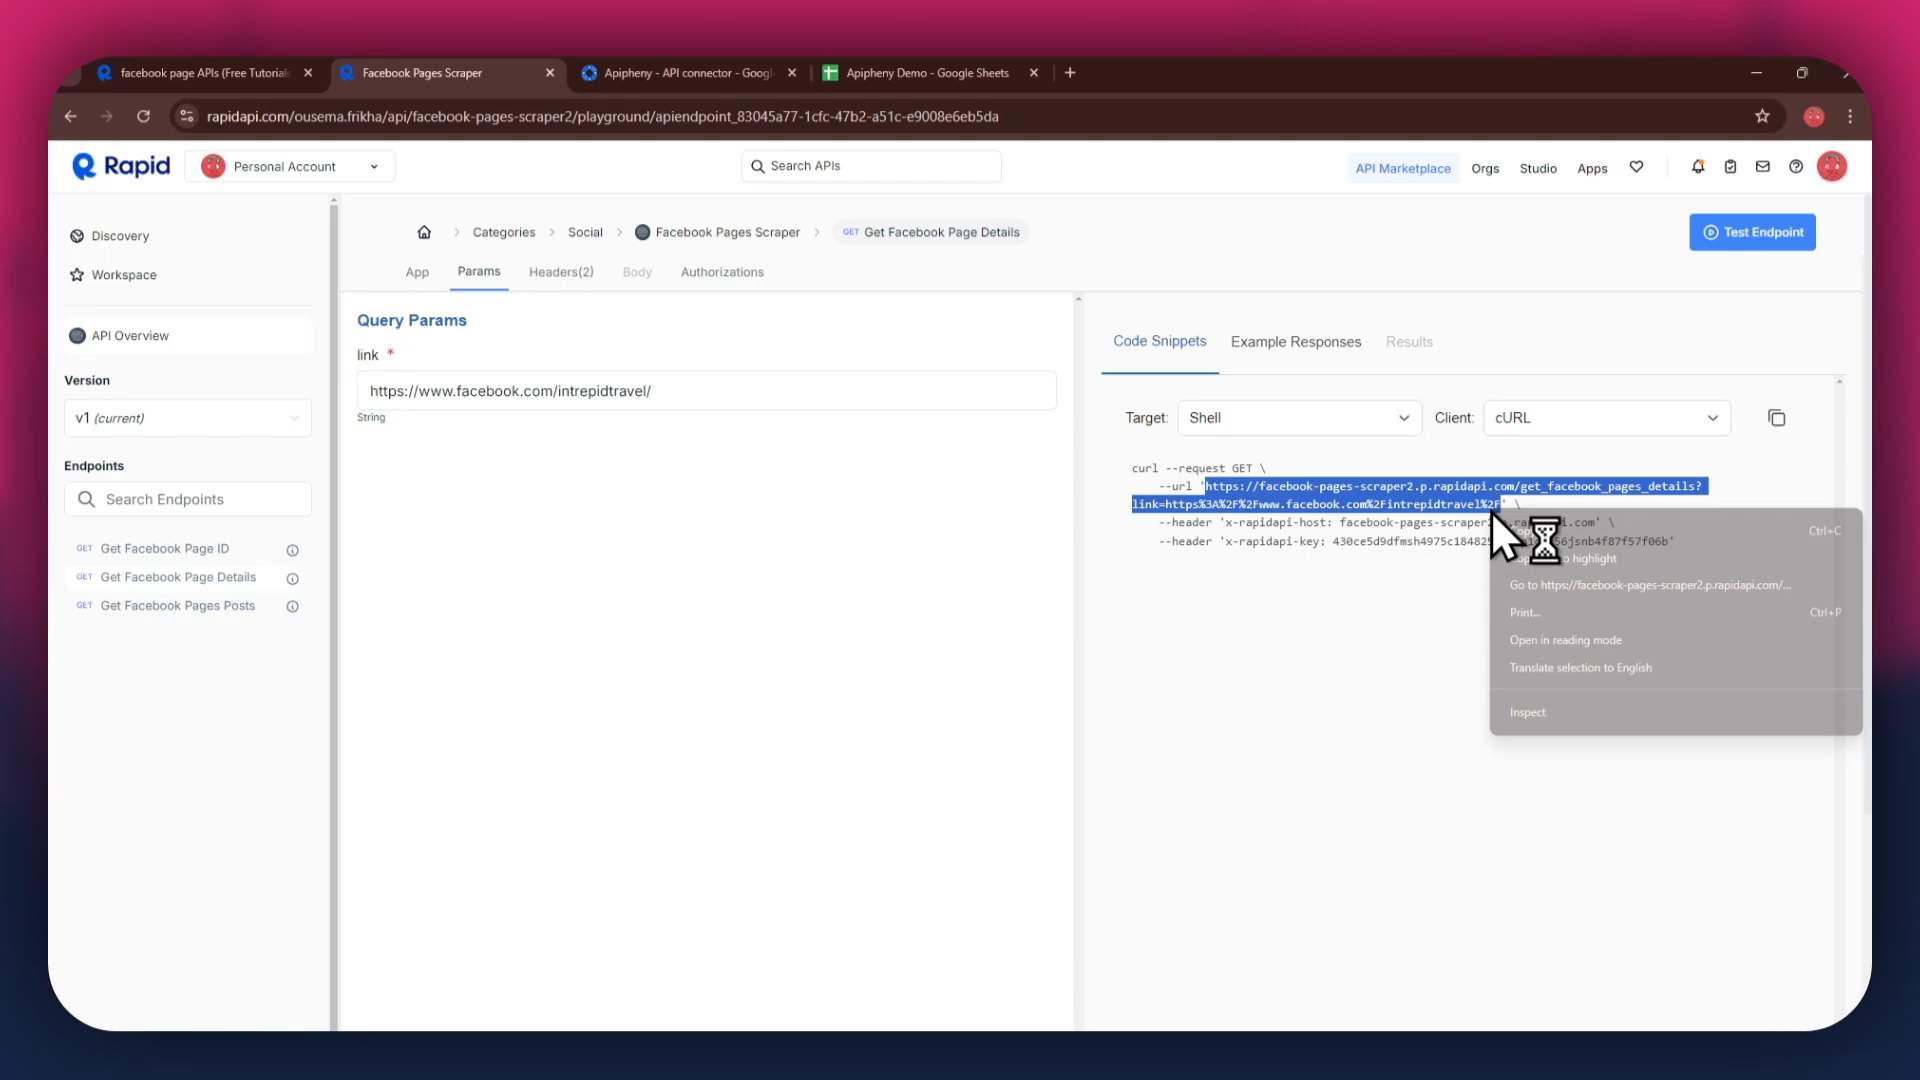 facebook page APIs (Free Tutorial
Facebook Pages Scraper
Apipheny - API connector - Googl
Apipheny Demo - Google Sheets
rapidapi.com/ousema.frikha/api/facebook-pages-scraper2/playground/apiendpoint_83045a77-1cfc-47b2-a51c-e9008e6eb5da
Rapid
Personal Account
Search APIs
API Marketplace
Orgs
Studio
Apps
Discovery
Workspace
API Overview
Version
v1 (current)
Endpoints
Search Endpoints
GET Get Facebook Page ID
GET Get Facebook Page Details
GET Get Facebook Pages Posts
Categories
Social
Facebook Pages Scraper
GET Get Facebook Page Details
Test Endpoint
App
Params
Headers(2)
Body
Authorizations
Query Params
link *
https://www.facebook.com/intrepidtravel/
String
Code Snippets
Example Responses
Results
Target:
Shell
Client:
cURL
curl --request GET \
--url 'https://facebook-pages-scraper2.p.rapidapi.com/get_facebook_pages_details?
link=https%3A%2F%2Fwww.facebook.com%2Fintrepidtravel%2F' \
--header 'x-rapidapi-host: facebook-pages-scraper
.com' \
--header 'x-rapidapi-key:
Ctrl+C
highlight
Go to https://facebook-pages-scraper2.p.rapidapi.com/...
Print...
Ctrl+P
Open in reading mode
Translate selection to English
Inspect